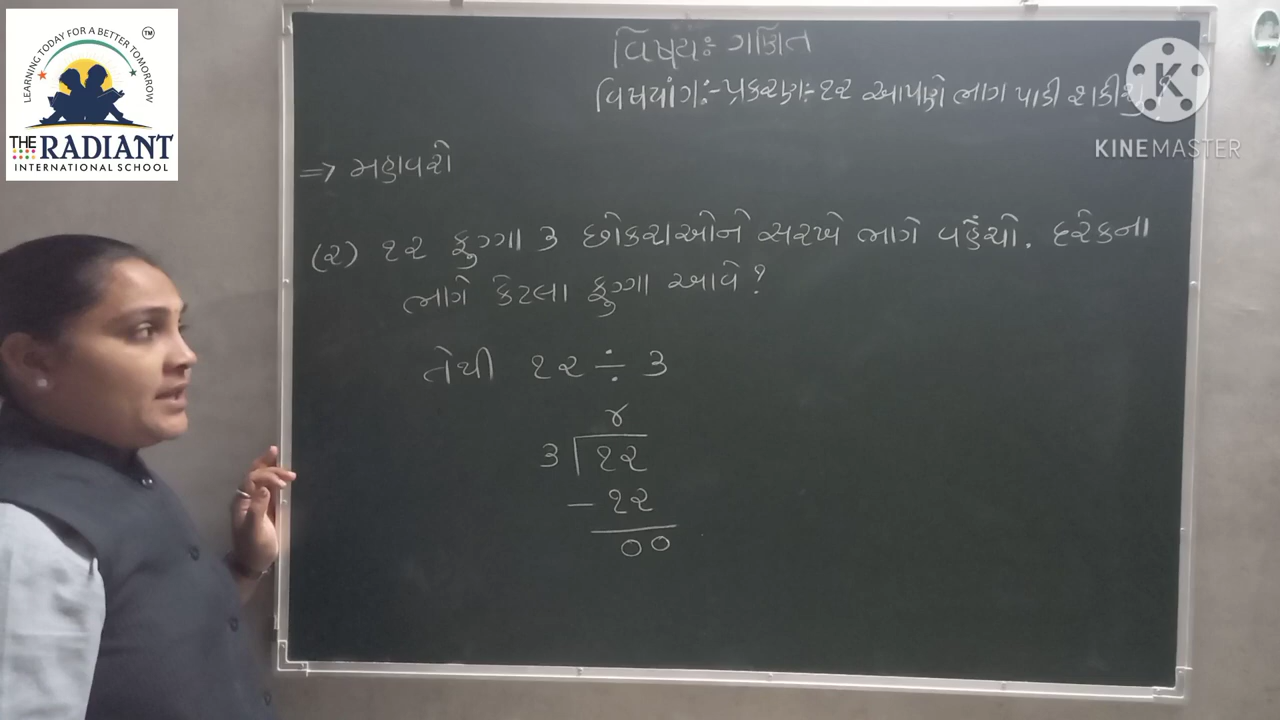 LEARNING TODAY FOR A BETTER TOMORROW
TM
THE RADIANT
INTERNATIONAL SCHOOL
વિષય:- ગણિત
વિષયાંગ:- પ્રકરણ:- ૧૨ આપણે ભાગ પાડી શકીશું ?
K
KINEMASTER
=> મહાવરો
(૨) ૧૨ ફુગ્ગા ૩ છોકરાઓને સરખે ભાગે વહેંચો. દરેકના
ભાગે કેટલા ફુગ્ગા આવે ?
તેથી ૧૨ ÷ ૩
૪
૩ ૧૨
- ૧૨
૦૦